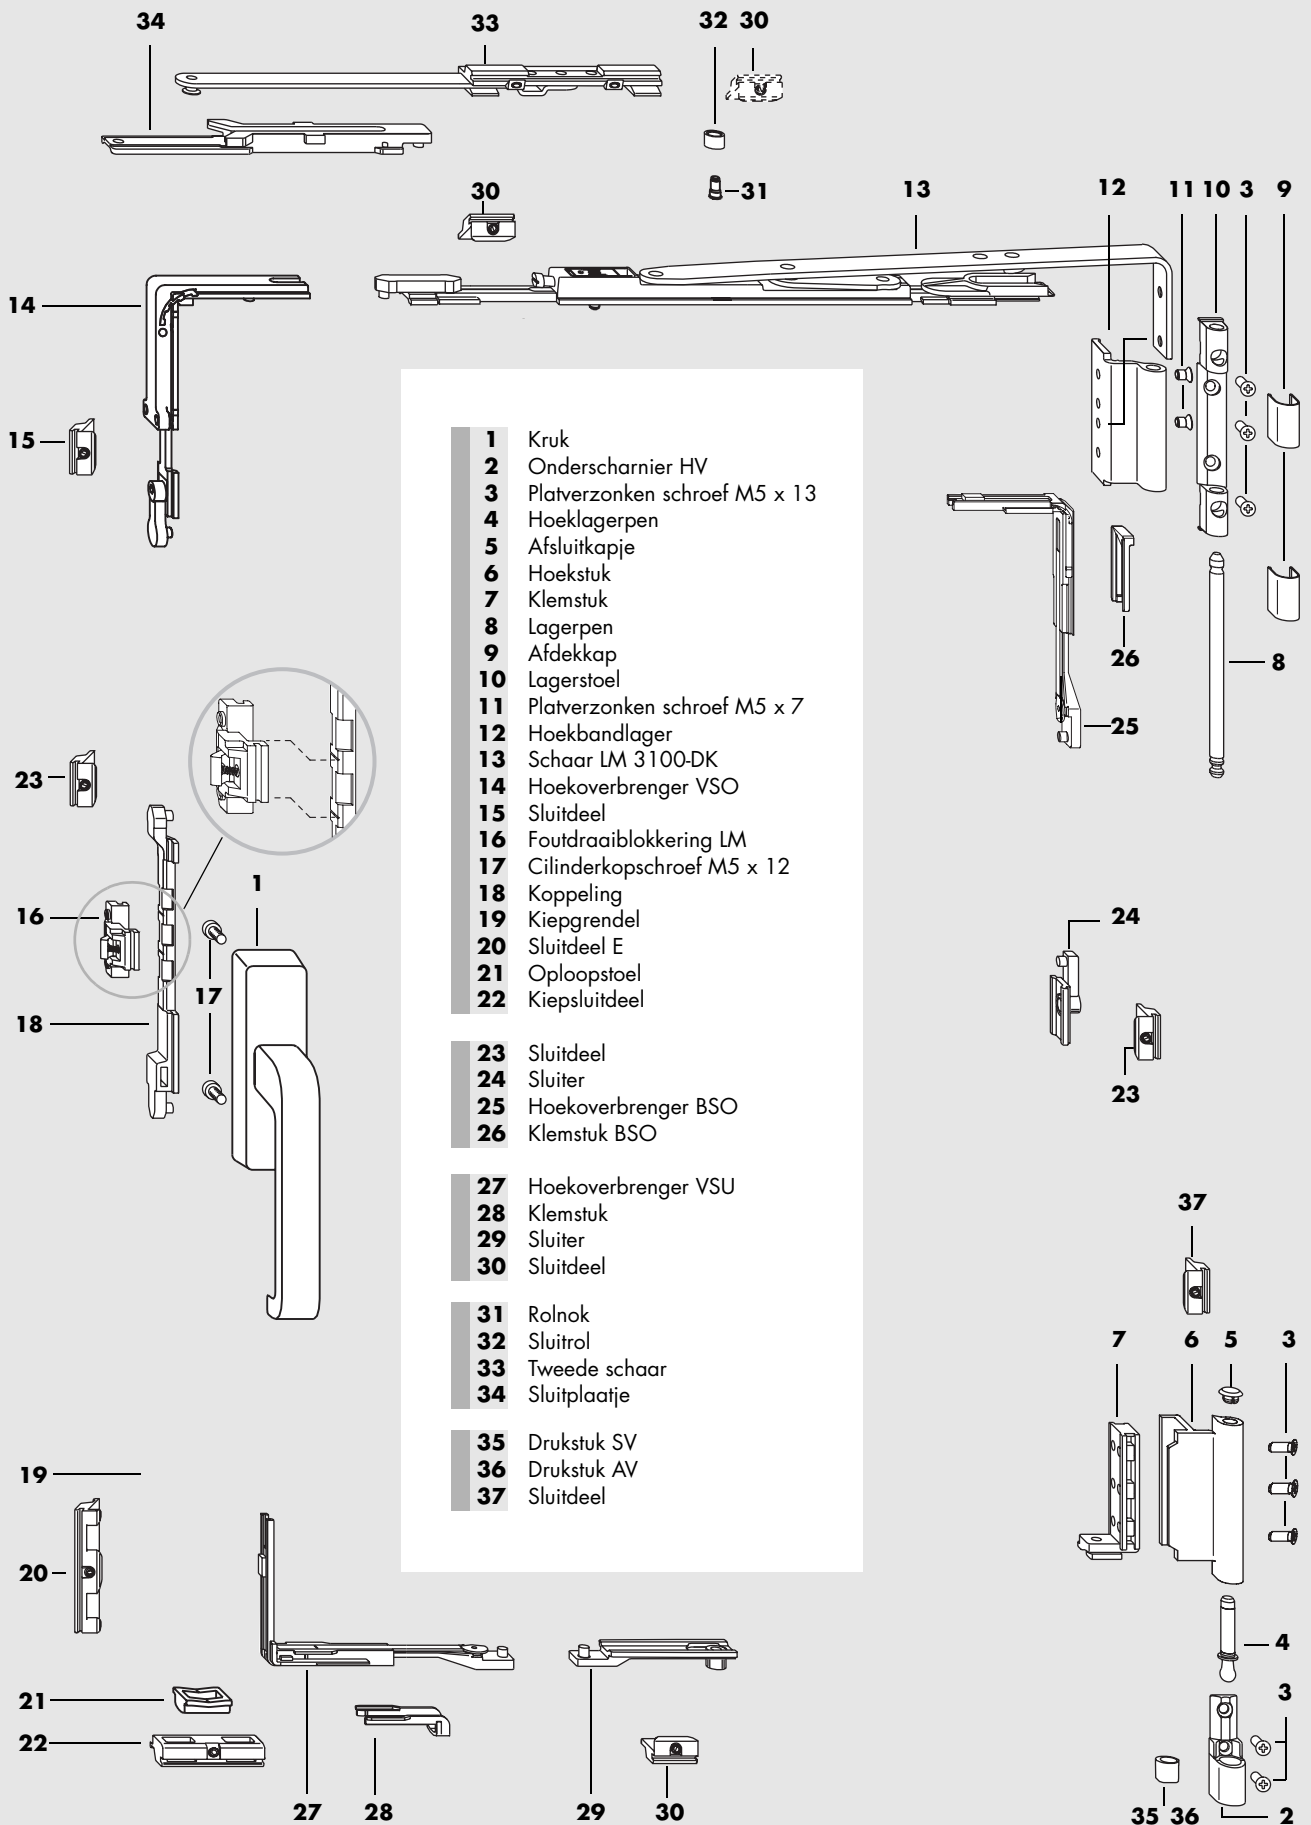 34
33
32 30
31
30
13
12 11 10 3 9
14
15
1 Kruk
2 Onderscharnier HV
3 Platverzonken schroef M5 x 13
4 Hoeklagerpen
5 Afsluitkapje
6 Hoekstuk
7 Klemstuk
8 Lagerpen
9 Afdekkap
10 Lagerstoel
11 Platverzonken schroef M5 x 7
12 Hoekbandlager
13 Schaar LM 3100-DK
14 Hoekoverbrenger VSO
15 Sluitdeel
16 Foutdraaiblokkering LM
17 Cilinderkopschroef M5 x 12
18 Koppeling
19 Kiepgrendel
20 Sluitdeel E
21 Oploopstoel
22 Kiepsluitdeel
23 Sluitdeel
24 Sluiter
25 Hoekoverbrenger BSO
26 Klemstuk BSO
27 Hoekoverbrenger VSU
28 Klemstuk
29 Sluiter
30 Sluitdeel
31 Rolnok
32 Sluitrol
33 Tweede schaar
34 Sluitplaatje
35 Drukstuk SV
36 Drukstuk AV
37 Sluitdeel
26
8
25
23
1
16
17
18
24
23
37
7 6 5 3
19
20
4
21
22
3
27 28 29 30
35 36 2